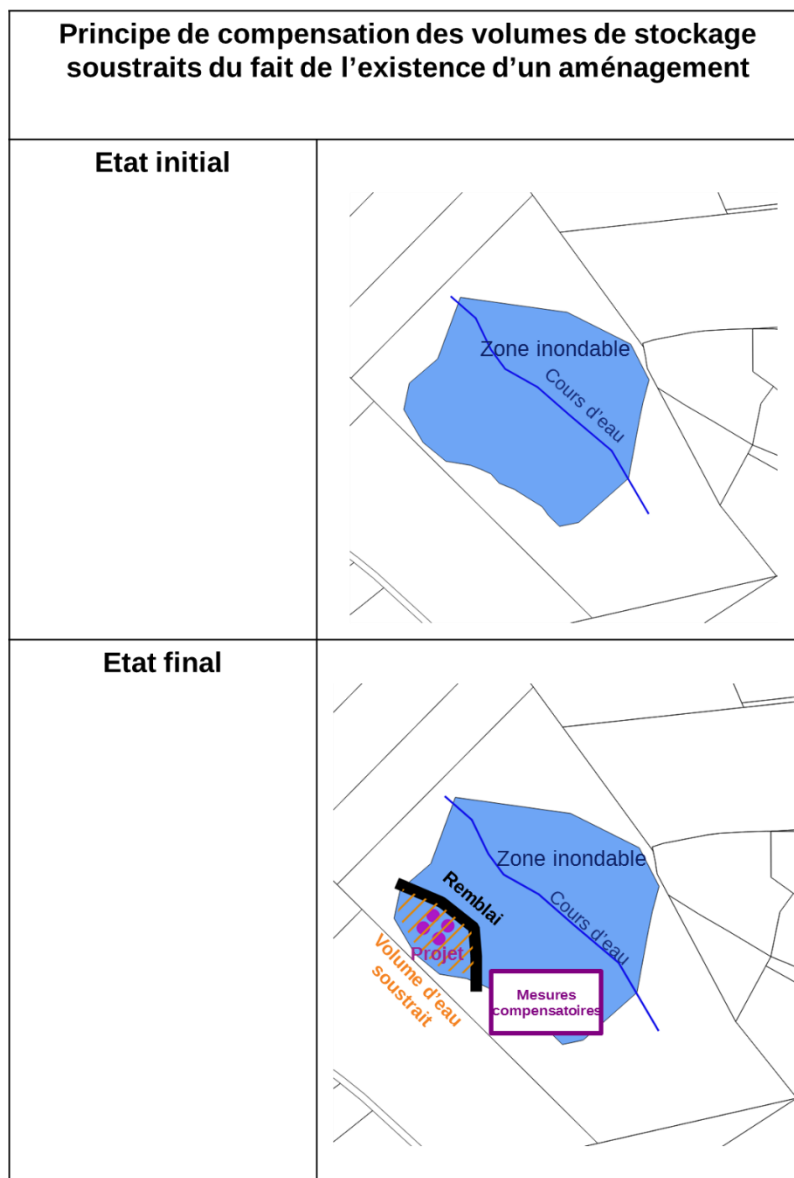 Principe de compensation des volumes de stockage
soustraits du fait de l'existence d'un aménagement
Etat initial
Zone inondable
Cours d'eau
Etat final
Zone inondable
Remblai
Cours d'eau
Projet
Volume d'eau
soustrait
Mesures
compensatoires